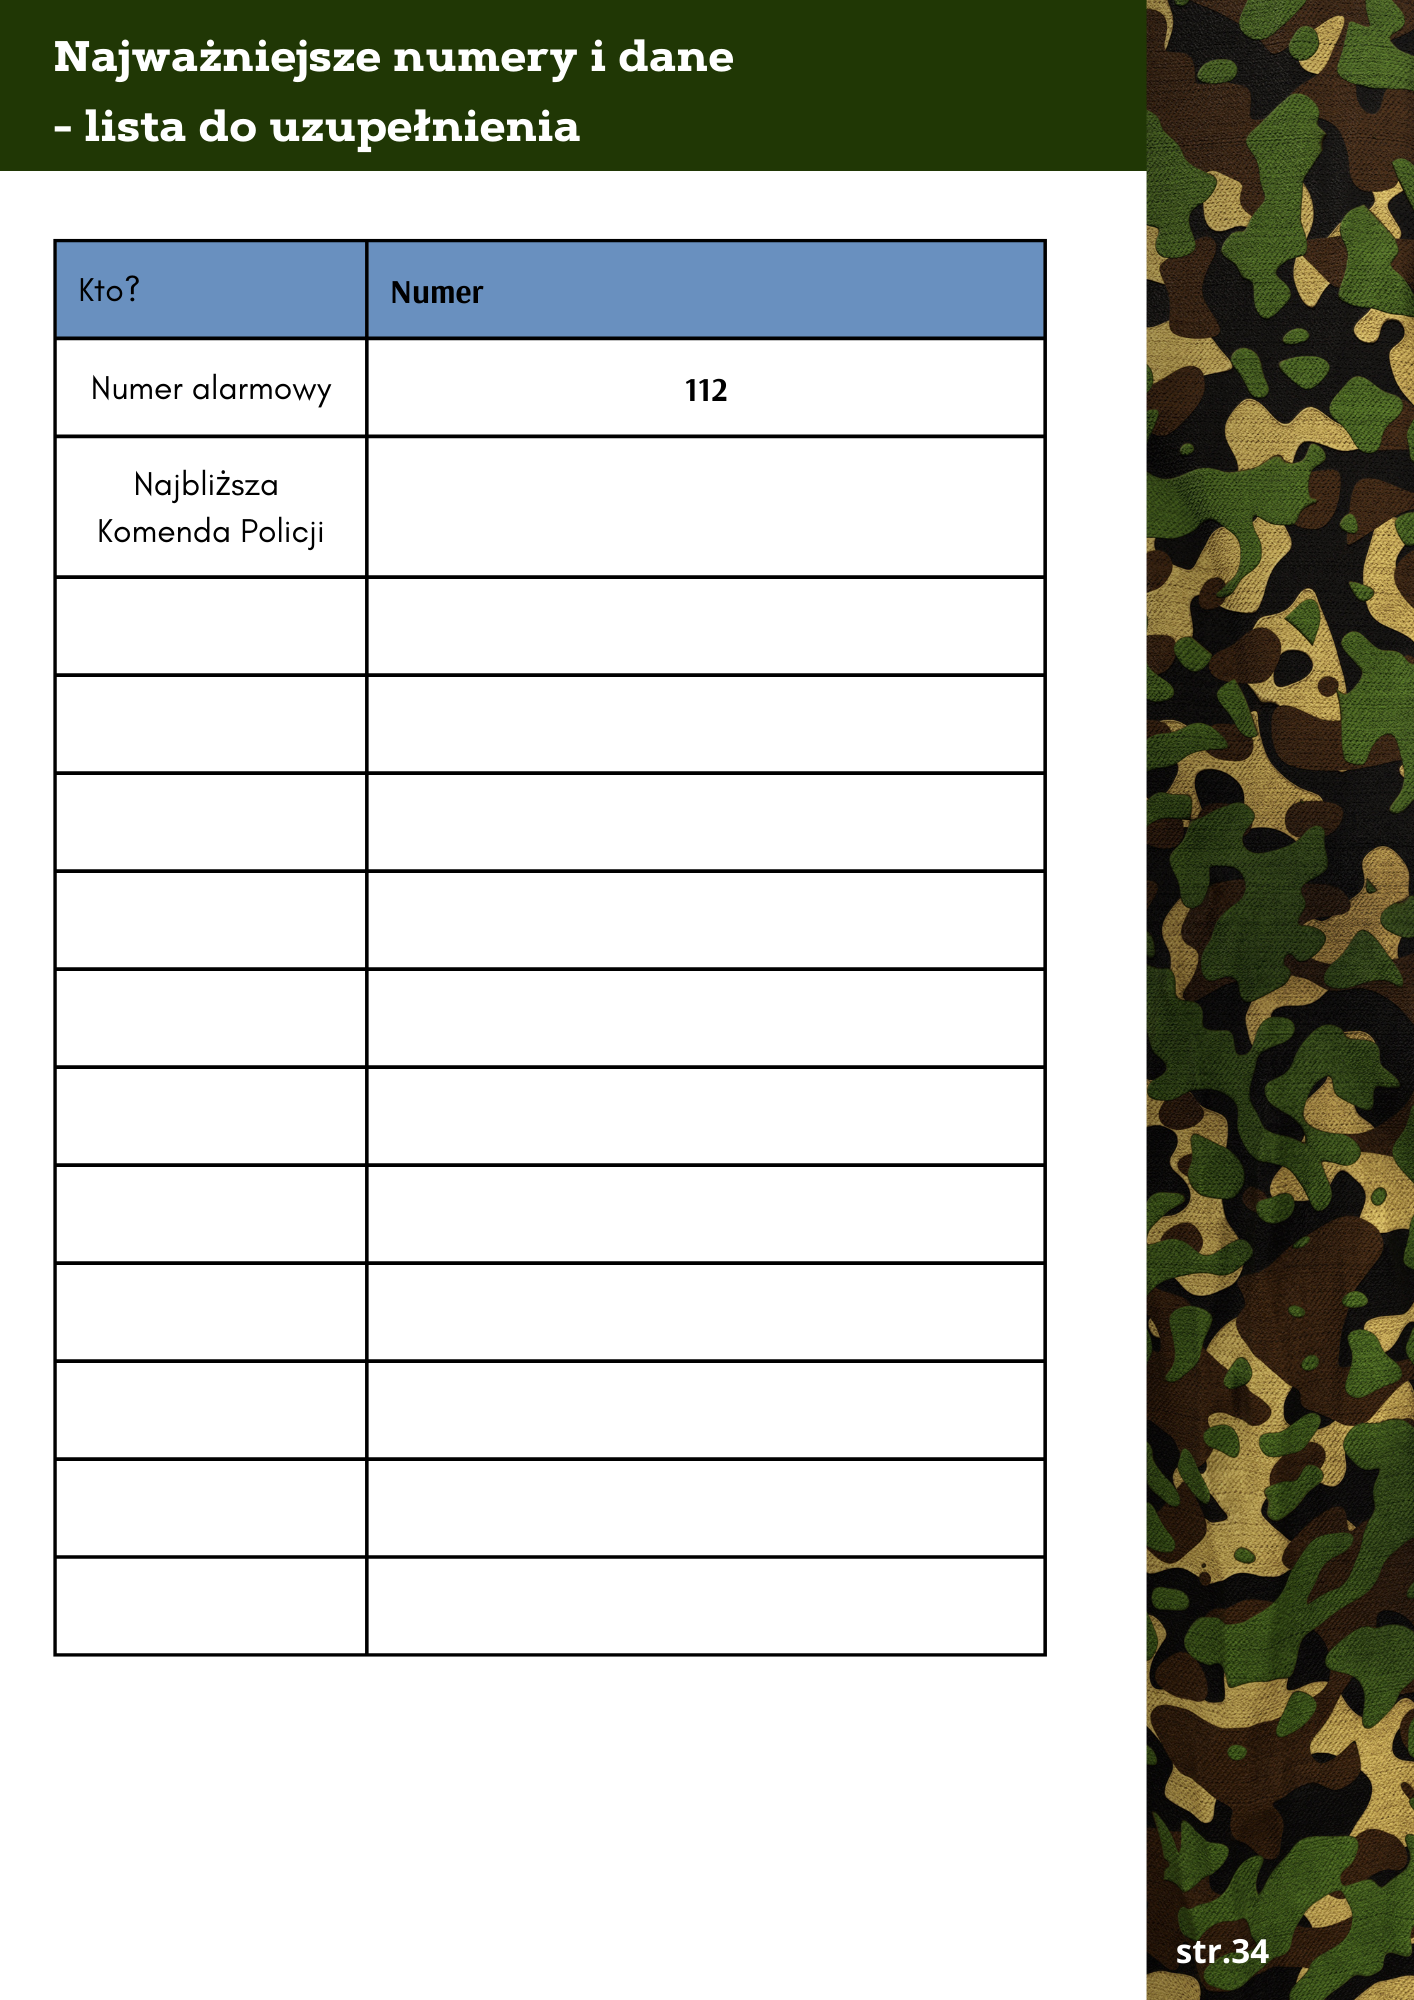 Najważniejsze numery i dane
- lista do uzupełnienia
Kto?
Numer
Numer alarmowy
112
Najbliższa
Komenda Policji
str.34